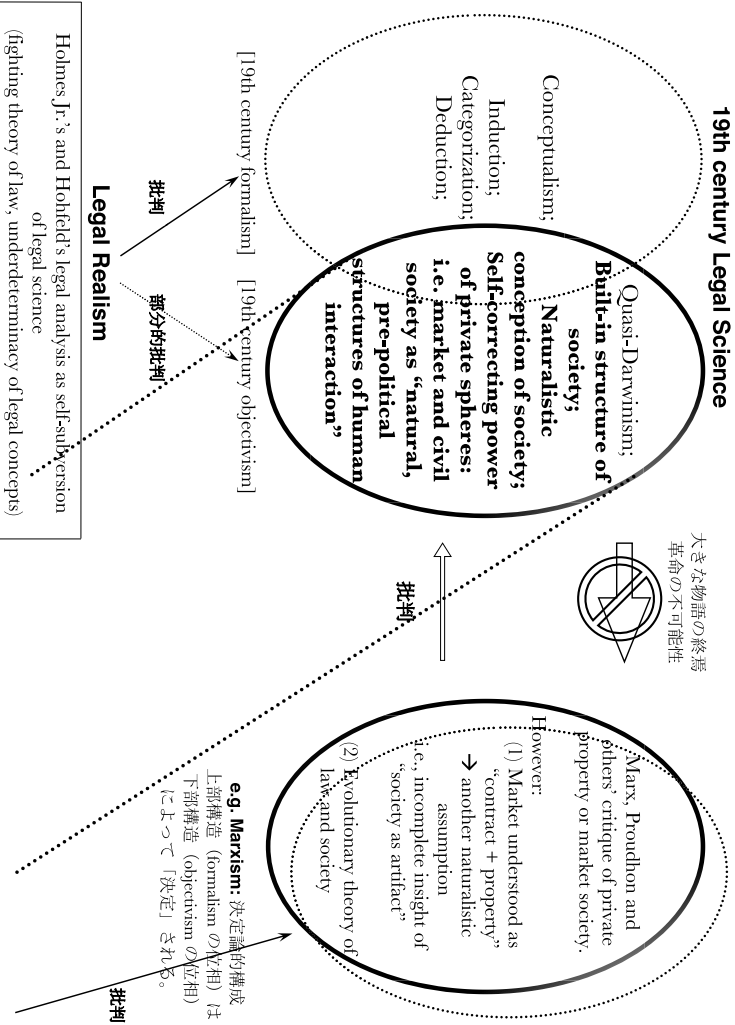 19th century Legal Science
Conceptualism;
Induction;
Categorization;
Deduction;
[19th century formalism]
Quasi-Darwinism;
Built-in structure of
society;
Naturalistic
conception of society;
Self-correcting power
of private spheres:
i.e. market and civil
society as “natural,
pre-political
structures of human
interaction”
[19th century objectivism]
批判
部分的批判
Legal Realism
Holmes Jr.’s and Hohfeld’s legal analysis as self-subversion
of legal science
(fighting theory of law, underdeterminacy of legal concepts)
大きな物語の終焉
革命の不可能性
批判
Marx, Proudhon and
others’ critique of private
property or market society.
However:
(1) Market understood as
“contract + property”
→ another naturalistic
assumption
i.e., incomplete insight of
“society as artifact”
(2) Evolutionary theory of
law and society
e.g. Marxism: 決定論的構成
上部構造（formalism の位相）は
下部構造（objectivism の位相）
によって「決定」される。
批判